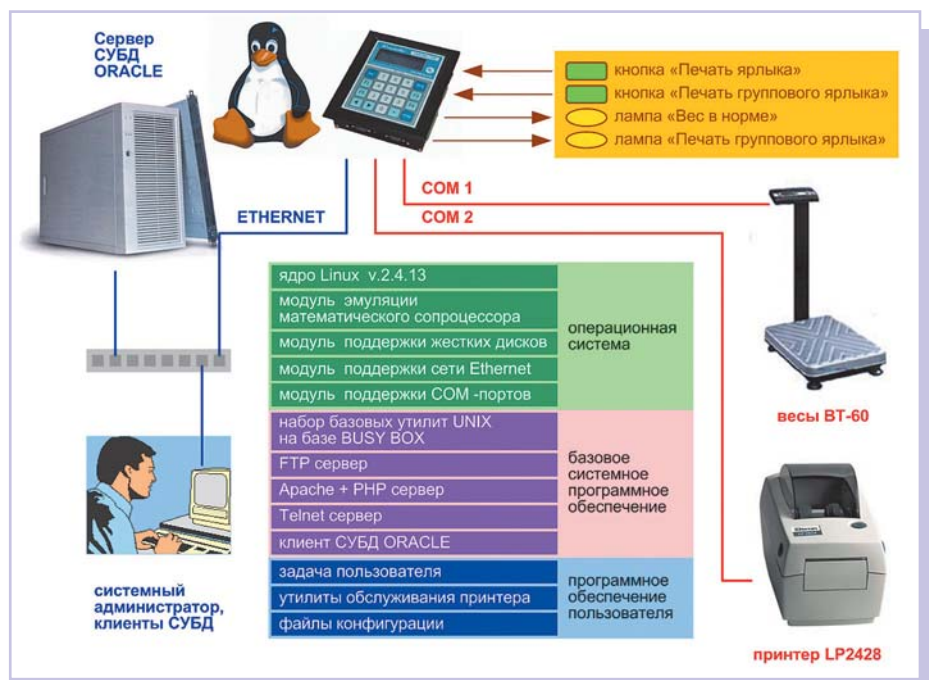 Сервер
СУБД
ORACLE
кнопка «Печать ярлыка»
кнопка «Печать группового ярлыка»
лампа «Вес в норме»
лампа «Печать группового ярлыка»
COM 1
COM 2
ETHERNET
ядро Linux v.2.4.13
модуль эмуляции
математического сопроцессора
модуль поддержки жестких дисков
модуль поддержки сети Ethernet
модуль поддержки COM -портов
операционная
система
набор базовых утилит UNIX
на базе BUSY BOX
FTP сервер
Apache + PHP сервер
Telnet сервер
клиент СУБД ORACLE
базовое
системное
программное
обеспечение
задача пользователя
утилиты обслуживания принтера
файлы конфигурации
программное
обеспечение
пользователя
весы ВТ-60
системный
администратор,
клиенты СУБД
принтер LP2428